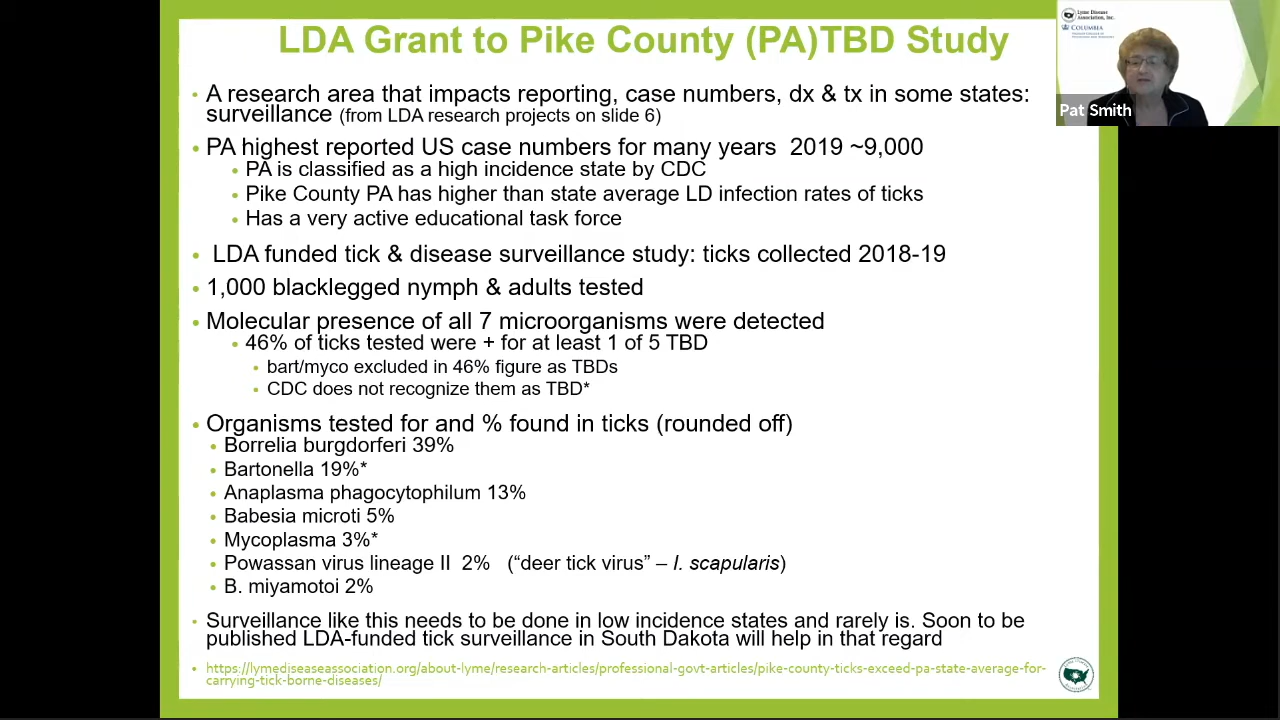 LDA Grant to Pike County (PA)TBD Study
Lyme Disease
Association, Inc.
COLUMBIA
Pat Smith
• A research area that impacts reporting, case numbers, dx & tx in some states:
surveillance (from LDA research projects on slide 6)
• PA highest reported US case numbers for many years 2019 ~9,000
• PA is classified as a high incidence state by CDC
• Pike County PA has higher than state average LD infection rates of ticks
• Has a very active educational task force
• LDA funded tick & disease surveillance study: ticks collected 2018-19
• 1,000 blacklegged nymph & adults tested
• Molecular presence of all 7 microorganisms were detected
• 46% of ticks tested were + for at least 1 of 5 TBD
▪ bart/myco excluded in 46% figure as TBDs
▪ CDC does not recognize them as TBD*
• Organisms tested for and % found in ticks (rounded off)
• Borrelia burgdorferi 39%
• Bartonella 19%*
• Anaplasma phagocytophilum 13%
• Babesia microti 5%
• Mycoplasma 3%*
• Powassan virus lineage II 2% (“deer tick virus” – I. scapularis)
• B. miyamotoi 2%
• Surveillance like this needs to be done in low incidence states and rarely is. Soon to be
published LDA-funded tick surveillance in South Dakota will help in that regard
• https://lymediseaseassociation.org/about-lyme/research-articles/professional-govt-articles/pike-county-ticks-exceed-pa-state-average-for-
carrying-tick-borne-diseases/